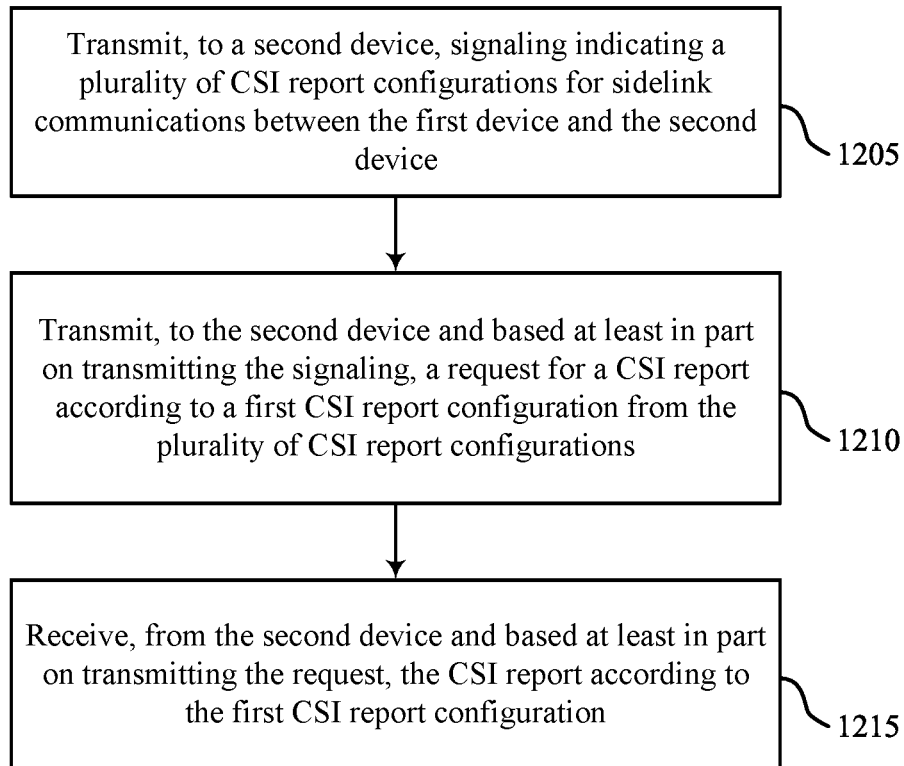 Transmit, to a second device, signaling indicating a
plurality of CSI report configurations for sidelink
communications between the first device and the second
device
1205
Transmit, to the second device and based at least in part
on transmitting the signaling, a request for a CSI report
according to a first CSI report configuration from the
plurality of CSI report configurations
1210
Receive, from the second device and based at least in part
on transmitting the request, the CSI report according to
the first CSI report configuration
1215